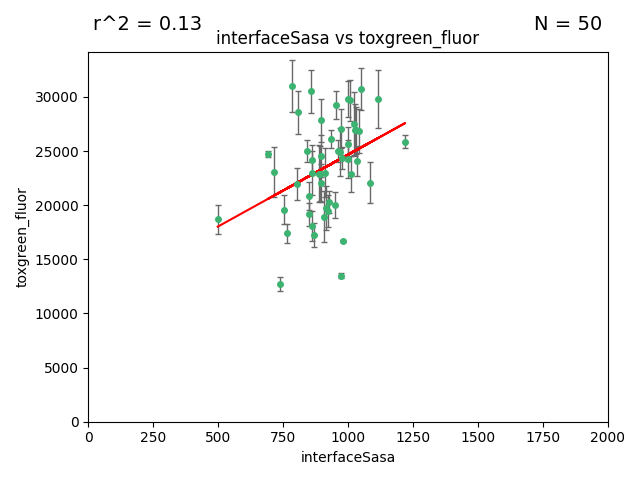 r^2 = 0.13
N = 50
interfaceSasa vs toxgreen_fluor
toxgreen_fluor
30000
25000
20000
15000
10000
5000
0
0 250 500 750 1000 1250 1500 1750 2000
interfaceSasa